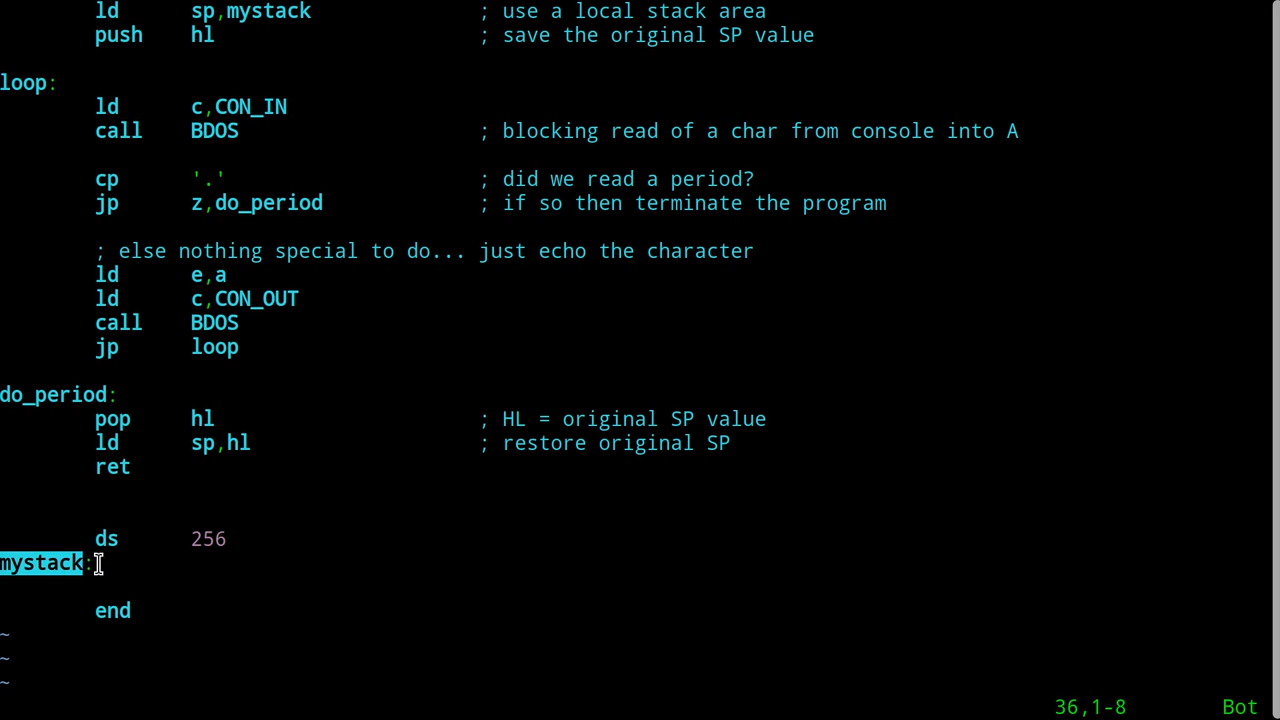 ld sp,mystack ; use a local stack area
push hl ; save the original SP value
loop:
ld c,CON_IN
call BDOS ; blocking read of a char from console into A
cp '.' ; did we read a period?
jp z,do_period ; if so then terminate the program
; else nothing special to do... just echo the character
ld e,a
ld c,CON_OUT
call BDOS
jp loop
do_period:
pop hl ; HL = original SP value
ld sp,hl ; restore original SP
ret
ds 256
mystack:
end
~
~
~
36,1-8 Bot